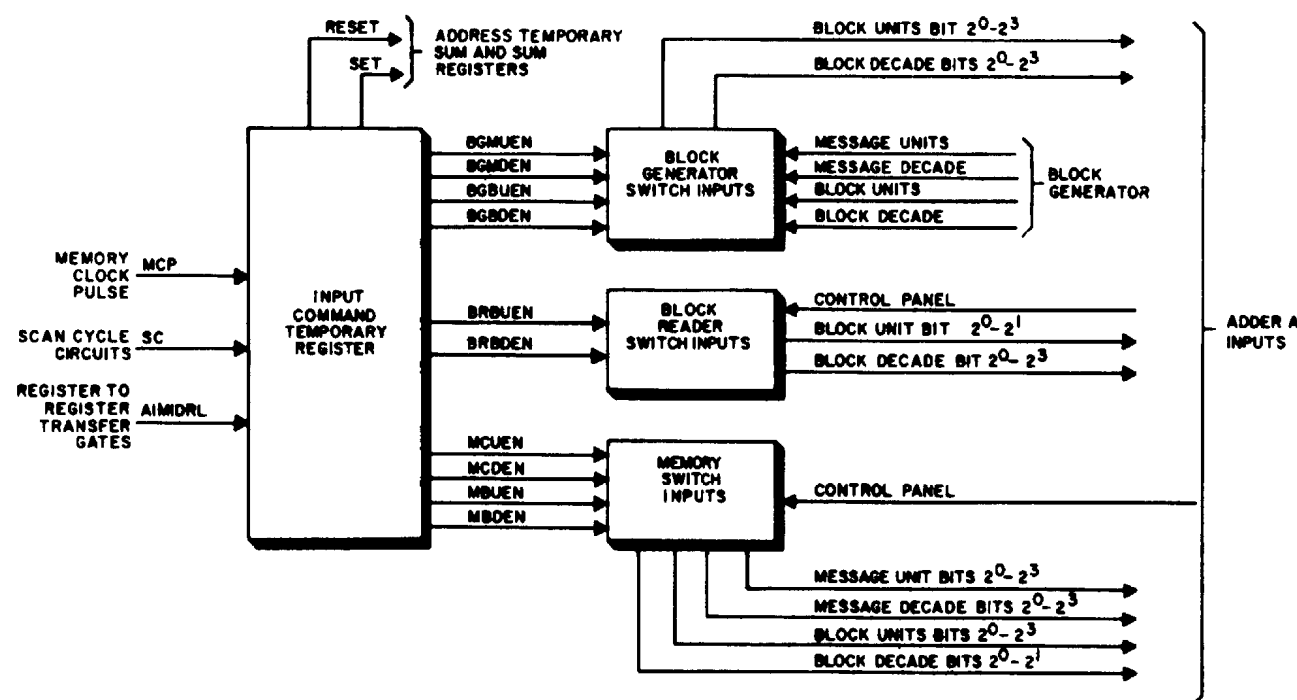 RESET
SET
ADDRESS TEMPORARY
SUM AND SUM
REGISTERS
BLOCK UNITS BIT 2⁰-2³
BLOCK DECADE BITS 2⁰-2³
BGMUEN
BGMDEN
BGBUEN
BGBDEN
BLOCK
GENERATOR
SWITCH INPUTS
MESSAGE UNITS
MESSAGE DECADE
BLOCK UNITS
BLOCK DECADE
BLOCK
GENERATOR
MEMORY
CLOCK
PULSE
MCP
SCAN CYCLE
CIRCUITS
SC
REGISTER TO
REGISTER
TRANSFER
GATES
AIMIDRL
INPUT
COMMAND
TEMPORARY
REGISTER
BRBUEN
BRBDEN
BLOCK
READER
SWITCH INPUTS
CONTROL PANEL
BLOCK UNIT BIT 2⁰-2¹
BLOCK DECADE BIT 2⁰-2³
ADDER A
INPUTS
MCUEN
MCDEN
MBUEN
MBDEN
MEMORY
SWITCH
INPUTS
CONTROL PANEL
MESSAGE UNIT BITS 2⁰-2³
MESSAGE DECADE BITS 2⁰-2³
BLOCK UNITS BITS 2⁰-2³
BLOCK DECADE BITS 2⁰-2¹